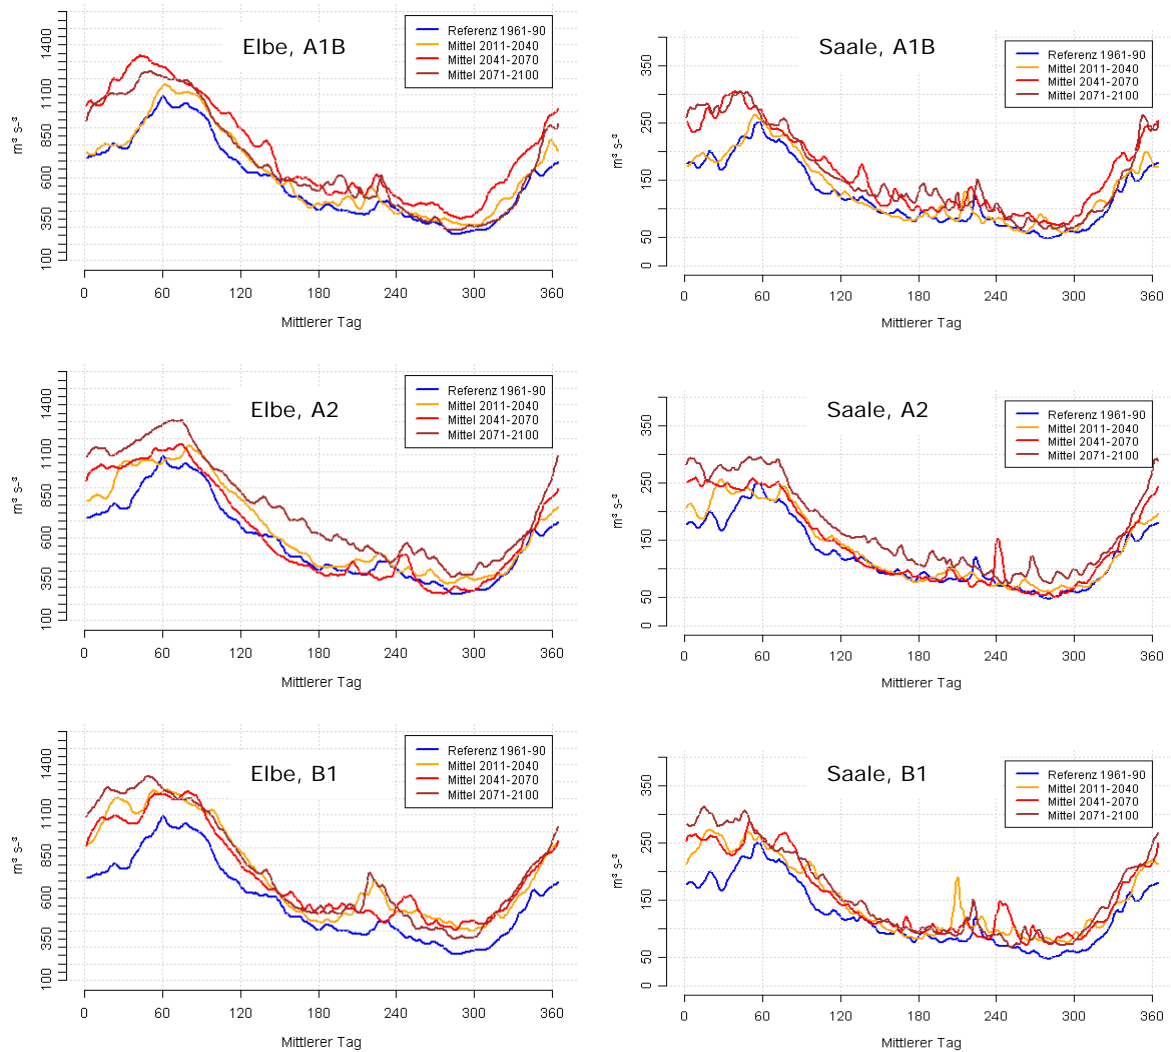 Elbe, A1B
Referenz 1961-90
Mittel 2011-2040
Mittel 2041-2070
Mittel 2071-2100
m³ s-³
100 350 600 850 1100 1400
0 60 120 180 240 300 360
Mittlerer Tag
Saale, A1B
Referenz 1961-90
Mittel 2011-2040
Mittel 2041-2070
Mittel 2071-2100
m³ s-³
0 50 150 250 350
0 60 120 180 240 300 360
Mittlerer Tag
Elbe, A2
Referenz 1961-90
Mittel 2011-2040
Mittel 2041-2070
Mittel 2071-2100
m³ s-³
100 350 600 850 1100 1400
0 60 120 180 240 300 360
Mittlerer Tag
Saale, A2
Referenz 1961-90
Mittel 2011-2040
Mittel 2041-2070
Mittel 2071-2100
m³ s-³
0 50 150 250 350
0 60 120 180 240 300 360
Mittlerer Tag
Elbe, B1
Referenz 1961-90
Mittel 2011-2040
Mittel 2041-2070
Mittel 2071-2100
m³ s-³
100 350 600 850 1100 1400
0 60 120 180 240 300 360
Mittlerer Tag
Saale, B1
Referenz 1961-90
Mittel 2011-2040
Mittel 2041-2070
Mittel 2071-2100
m³ s-³
0 50 150 250 350
0 60 120 180 240 300 360
Mittlerer Tag